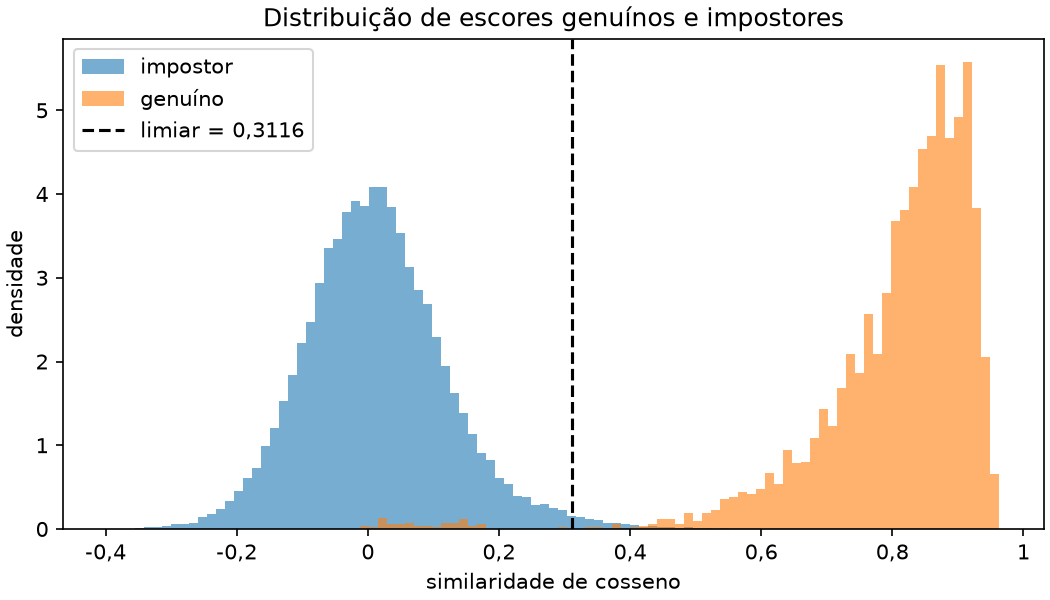 Distribuição de escores genuínos e impostores
impostor
genuíno
limiar = 0,3116
densidade
5
4
3
2
1
0
-0,4 -0,2 0 0,2 0,4 0,6 0,8 1
similaridade de cosseno